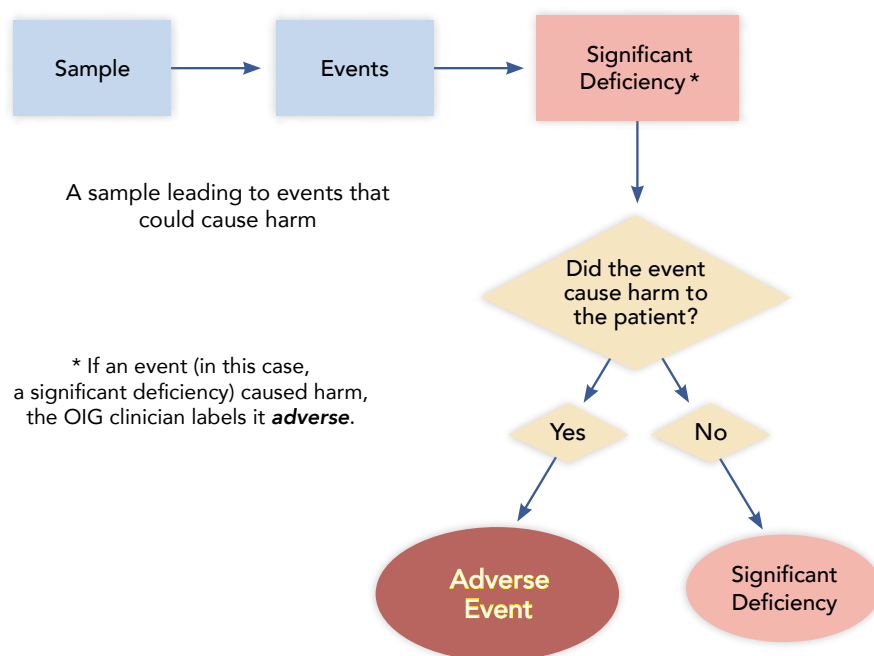 Sample
Events
Significant
Deficiency *
A sample leading to events that
could cause harm
Did the event
cause harm to
the patient?
* If an event (in this case,
a significant deficiency) caused harm,
the OIG clinician labels it adverse.
Yes
No
Adverse
Event
Significant
Deficiency